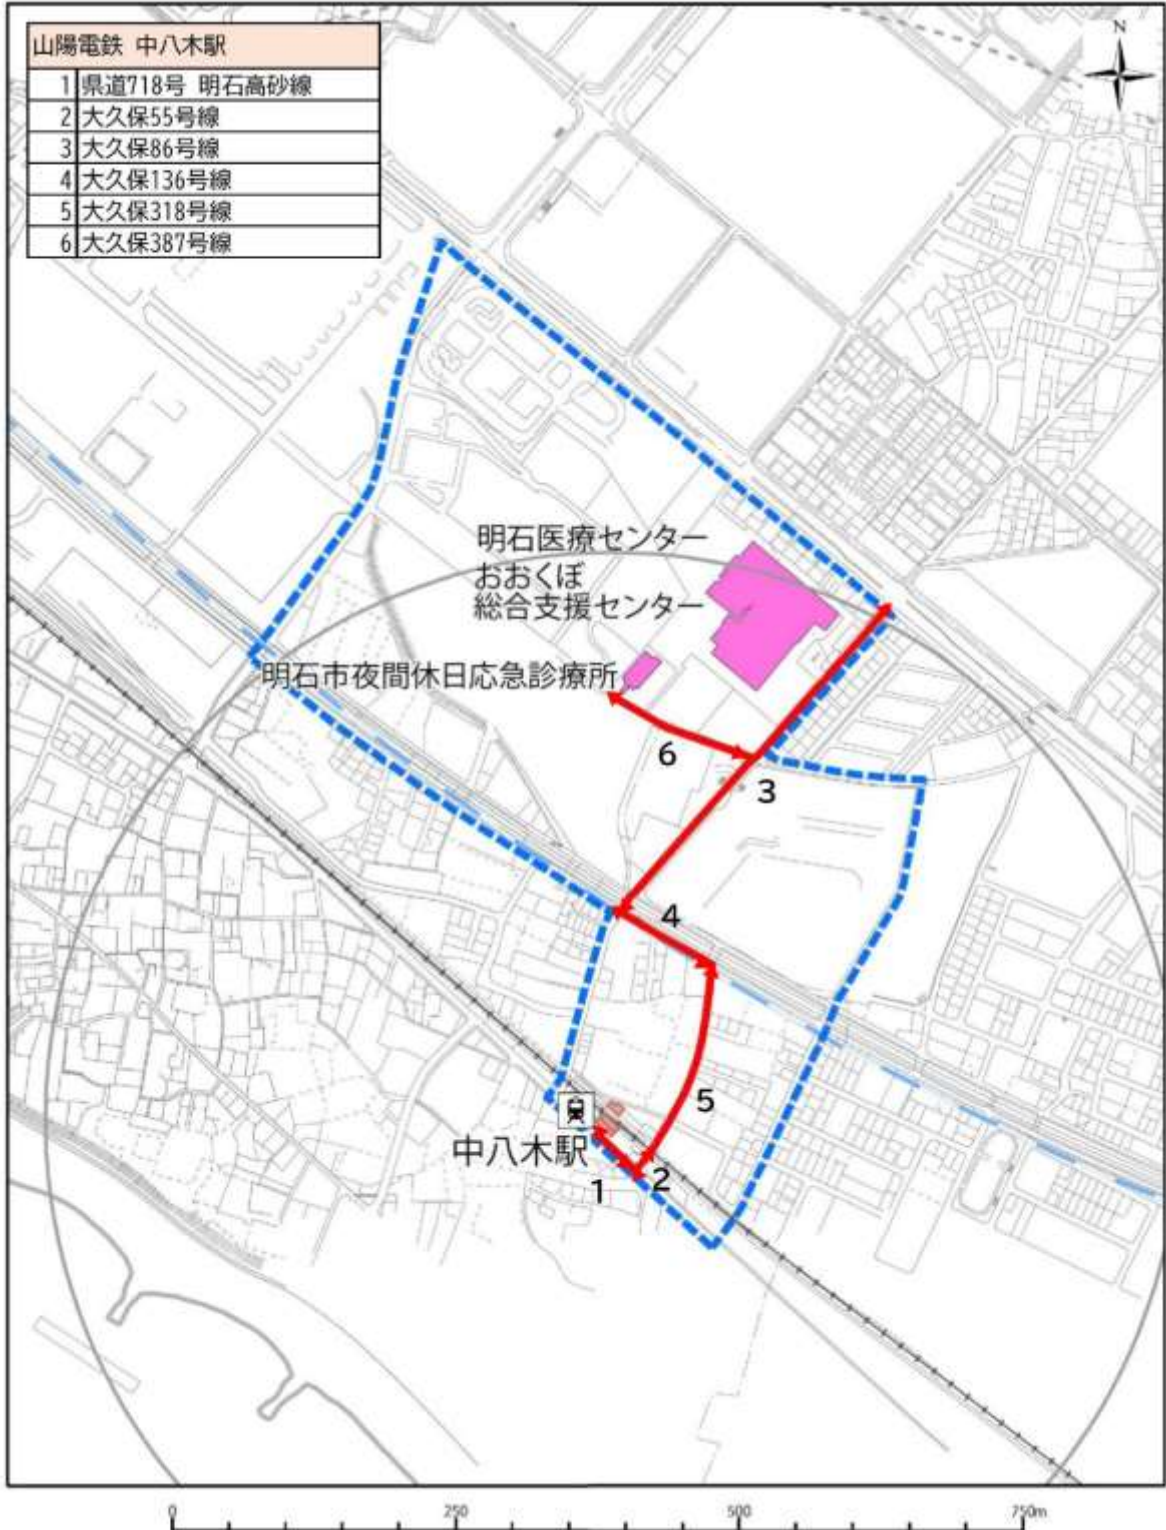 山陽電鉄 中八木駅
1 県道718号 明石高砂線
2 大久保55号線
3 大久保86号線
4 大久保136号線
5 大久保318号線
6 大久保387号線
N
明石医療センター
おおくぼ
総合支援センター
明石市夜間休日応急診療所
6
3
4
5
中八木駅
1
2
0 250 500 750m